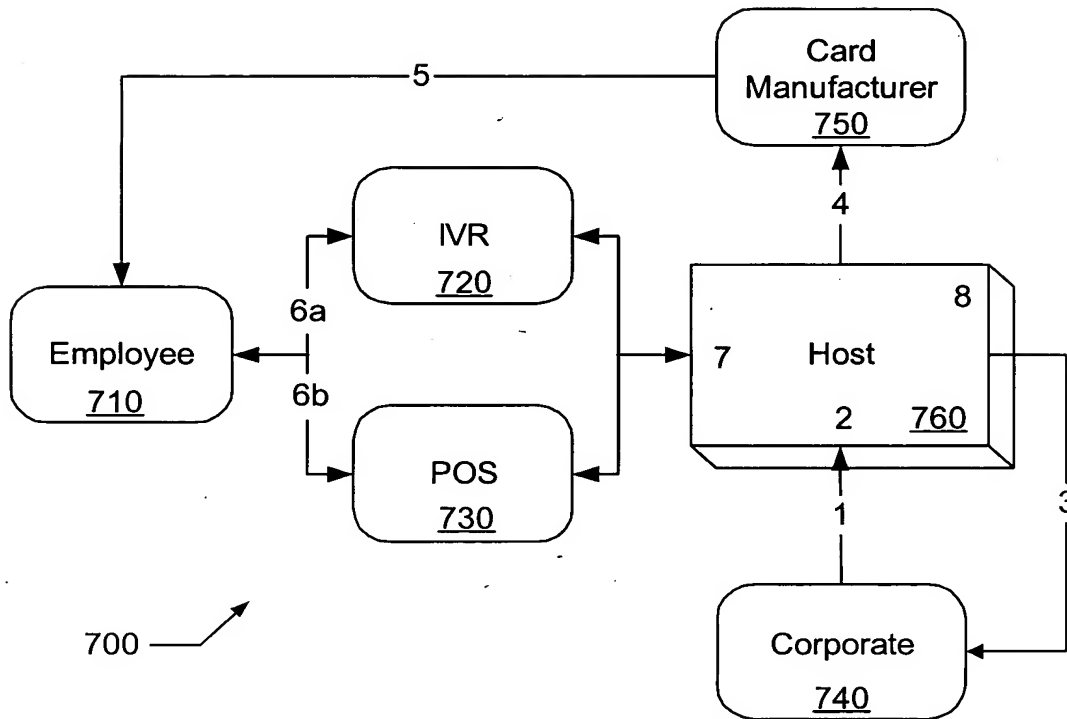 Card
Manufacturer
750
5
4
IVR
720
6a
Employee
710
6b
POS
730
8
7
Host
2
760
1
3
Corporate
740
700